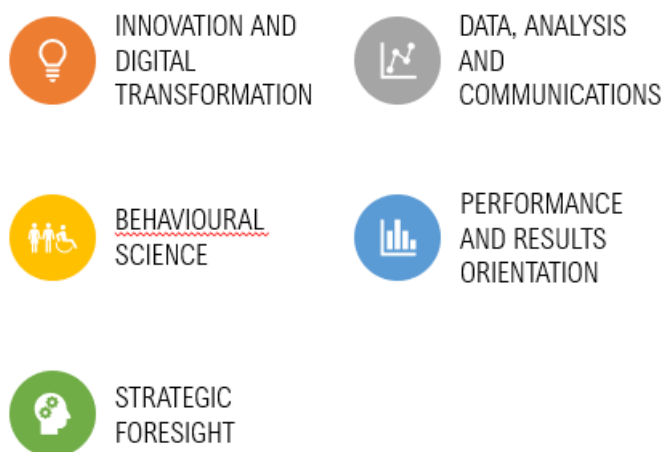 INNOVATION AND
DIGITAL
TRANSFORMATION
DATA, ANALYSIS
AND
COMMUNICATIONS
BEHAVIOURAL
SCIENCE
PERFORMANCE
AND RESULTS
ORIENTATION
STRATEGIC
FORESIGHT